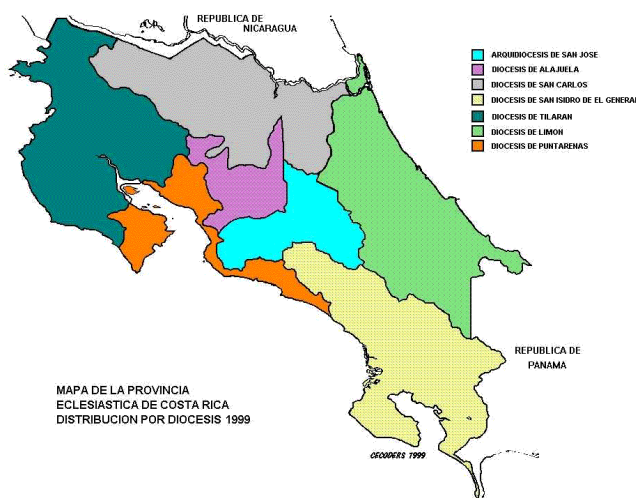 REPUBLICA DE
NICARAGUA
ARQUIDIOCESIS DE SAN JOSE
DIOCESIS DE ALAJUELA
DIOCESIS DE SAN CARLOS
DIOCESIS DE SAN ISIDRO DE EL GENERAL
DIOCESIS DE TILARAN
DIOCESIS DE LIMON
DIOCESIS DE PUNTARENAS
REPUBLICA DE
PANAMA
MAPA DE LA PROVINCIA
ECLESIASTICA DE COSTA RICA
DISTRIBUCION POR DIOCESIS 1999
CECODERS 1999